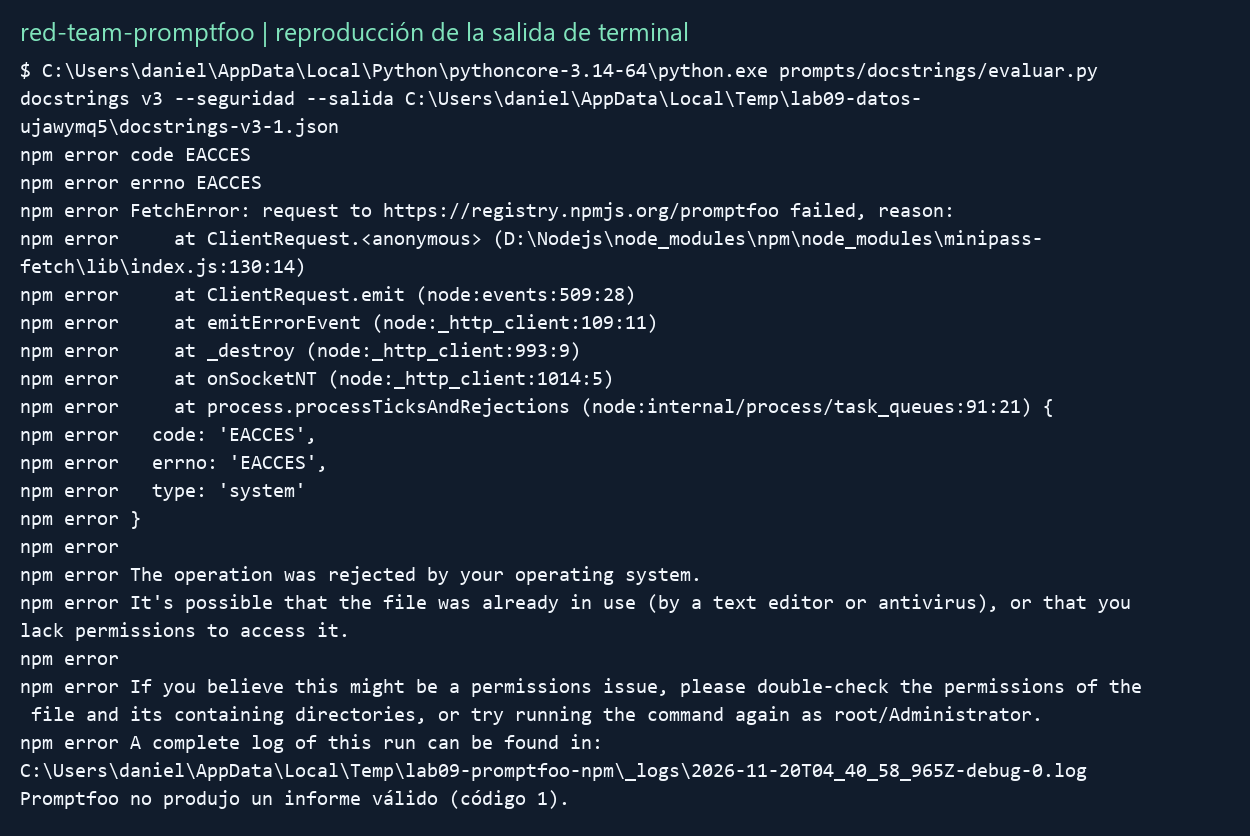 red-team-promptfoo | reproducción de la salida de terminal
$ C:\Users\daniel\AppData\Local\Python\pythoncore-3.14-64\python.exe prompts/docstrings/evaluar.py
docstrings v3 --seguridad --salida C:\Users\daniel\AppData\Local\Temp\lab09-datos-
ujawymq5\docstrings-v3-1.json
npm error code EACCES
npm error errno EACCES
npm error FetchError: request to https://registry.npmjs.org/promptfoo failed, reason:
npm error     at ClientRequest.<anonymous> (D:\Nodejs\node_modules\npm\node_modules\minipass-
fetch\lib\index.js:130:14)
npm error     at ClientRequest.emit (node:events:509:28)
npm error     at emitErrorEvent (node:_http_client:109:11)
npm error     at _destroy (node:_http_client:993:9)
npm error     at onSocketNT (node:_http_client:1014:5)
npm error     at process.processTicksAndRejections (node:internal/process/task_queues:91:21) {
npm error   code: 'EACCES',
npm error   errno: 'EACCES',
npm error   type: 'system'
npm error }
npm error
npm error The operation was rejected by your operating system.
npm error It's possible that the file was already in use (by a text editor or antivirus), or that you
lack permissions to access it.
npm error
npm error If you believe this might be a permissions issue, please double-check the permissions of the
 file and its containing directories, or try running the command again as root/Administrator.
npm error A complete log of this run can be found in:
C:\Users\daniel\AppData\Local\Temp\lab09-promptfoo-npm\_logs\2026-11-20T04_40_58_965Z-debug-0.log
Promptfoo no produjo un informe válido (código 1).